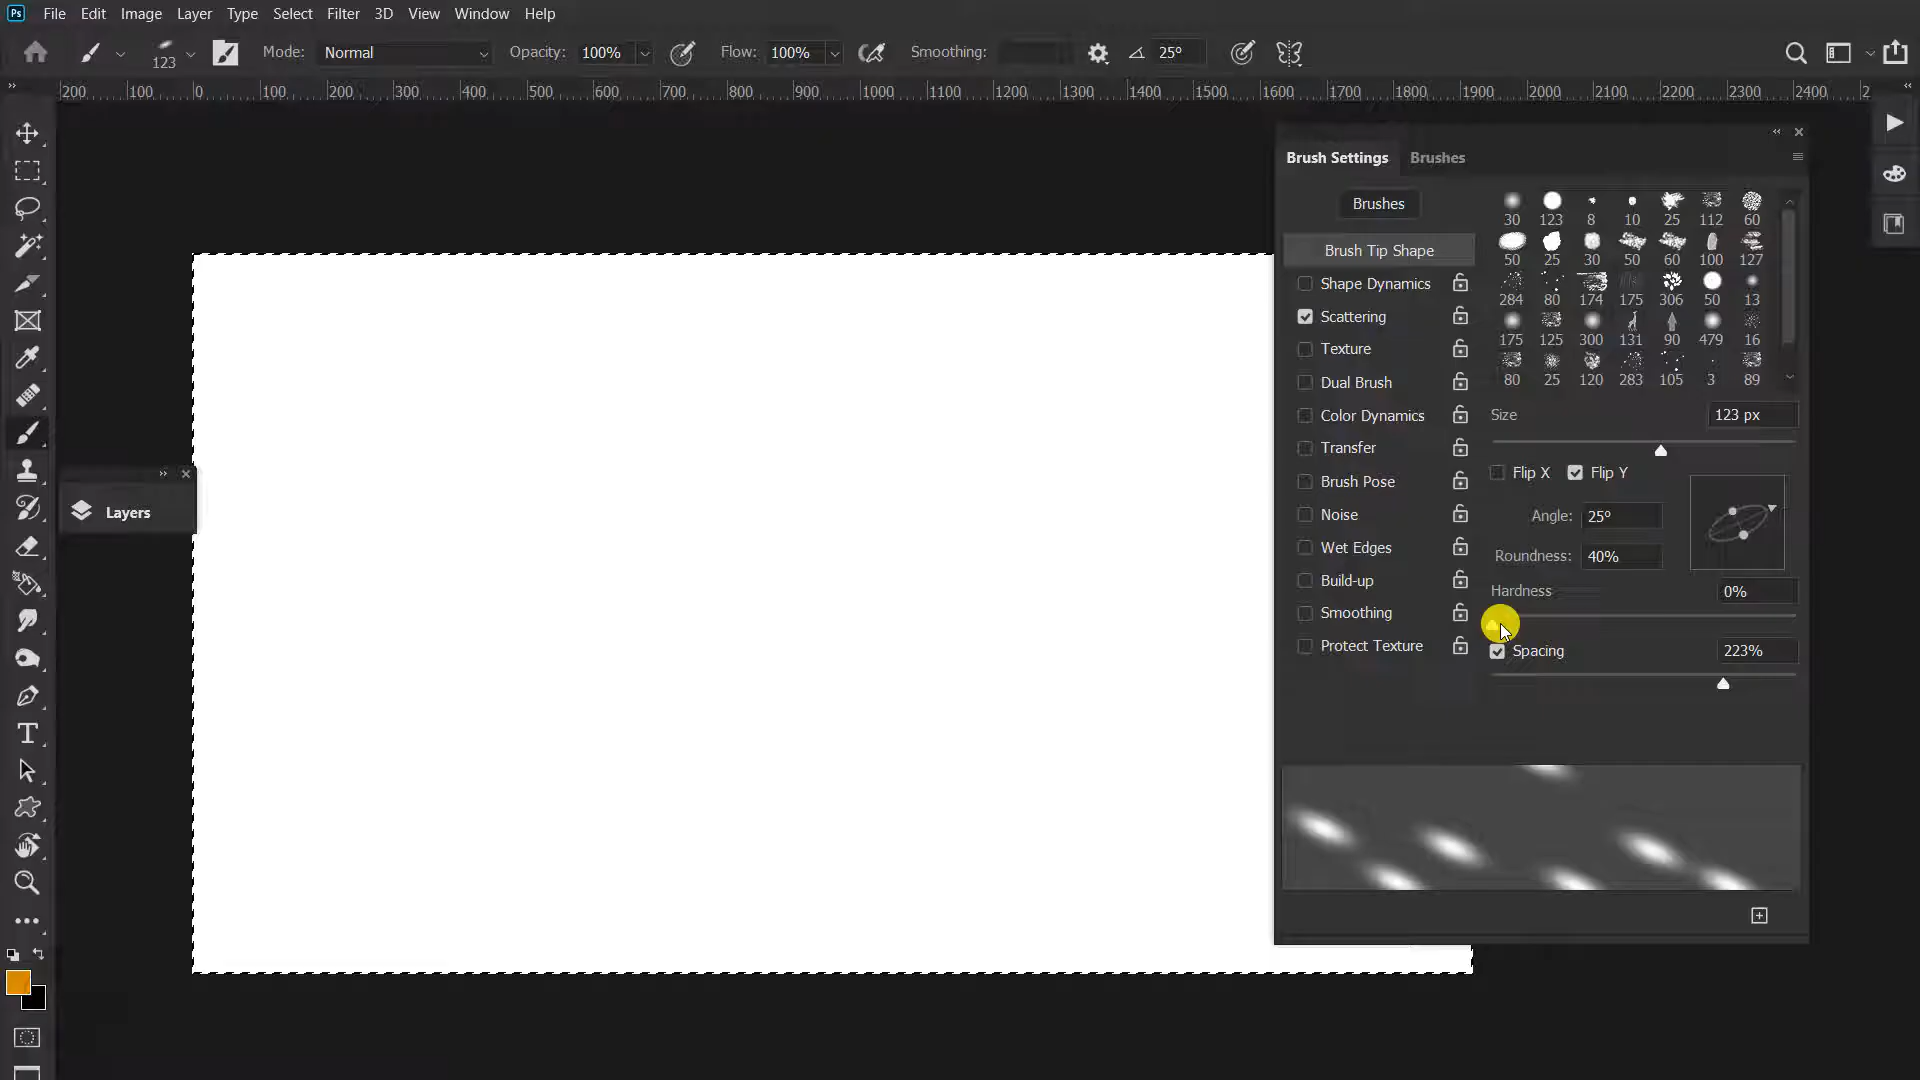 Ps File Edit Image Layer Type Select Filter 3D View Window Help
123 Mode: Normal Opacity: 100% Flow: 100% Smoothing: 25°
200 100 0 100 200 300 400 500 600 700 800 900 1000 1100 1200 1300 1400 1500 1600 1700 1800 1900 2000 2100 2200 2300 2400 2
Brush Settings Brushes
Brushes
30 123 8 10 25 112 60
Brush Tip Shape
50 25 30 50 60 100 127
Shape Dynamics
284 80 174 175 306 50 13
Scattering
175 125 300 131 90 479 16
Texture
80 25 120 283 105 3 89
Dual Brush
Color Dynamics
Size 123 px
Transfer
Flip X Flip Y
Brush Pose
Noise
Angle: 25°
Wet Edges
Roundness: 40%
Build-up
Hardness 0%
Smoothing
Protect Texture
Spacing 223%
Layers